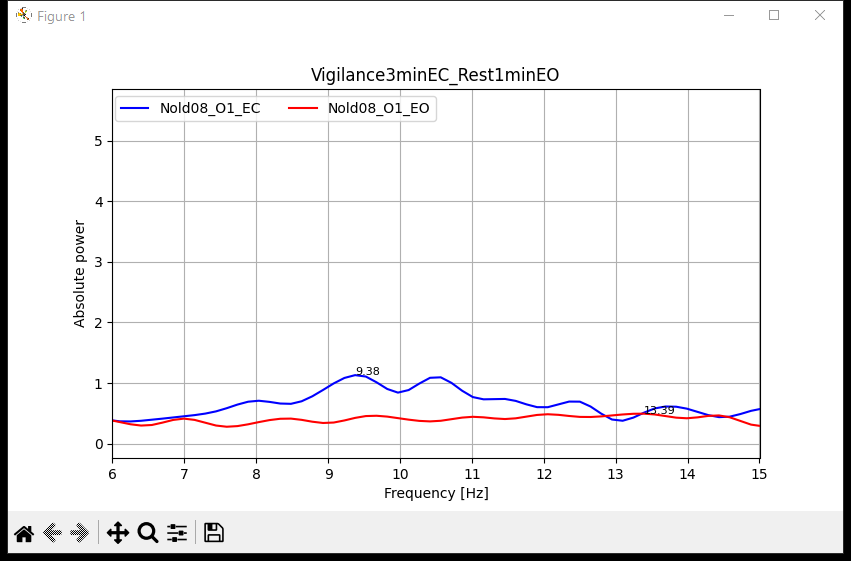 Figure 1
Vigilance3minEC_Rest1minEO
Nold08_O1_EC Nold08_O1_EO
5
4
3
2
1
0
Absolute power
9.38
13.39
6 7 8 9 10 11 12 13 14 15
Frequency [Hz]